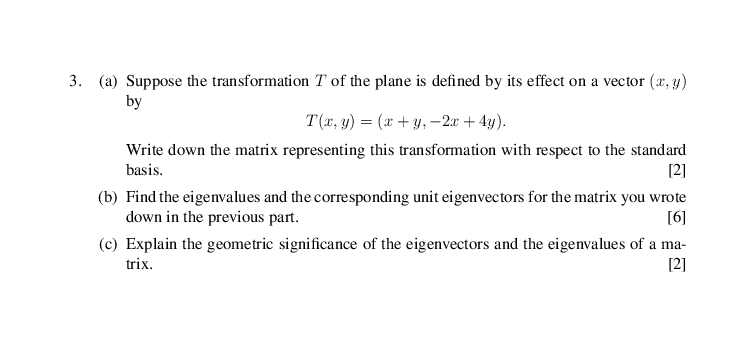 3. (a) Suppose the transformation T of the plane is defined by its effect on a vector (x, y)
by
T(x, y) = (x + y, −2x + 4y).
Write down the matrix representing this transformation with respect to the standard
basis. [2]
(b) Find the eigenvalues and the corresponding unit eigenvectors for the matrix you wrote
down in the previous part. [6]
(c) Explain the geometric significance of the eigenvectors and the eigenvalues of a ma-
trix. [2]